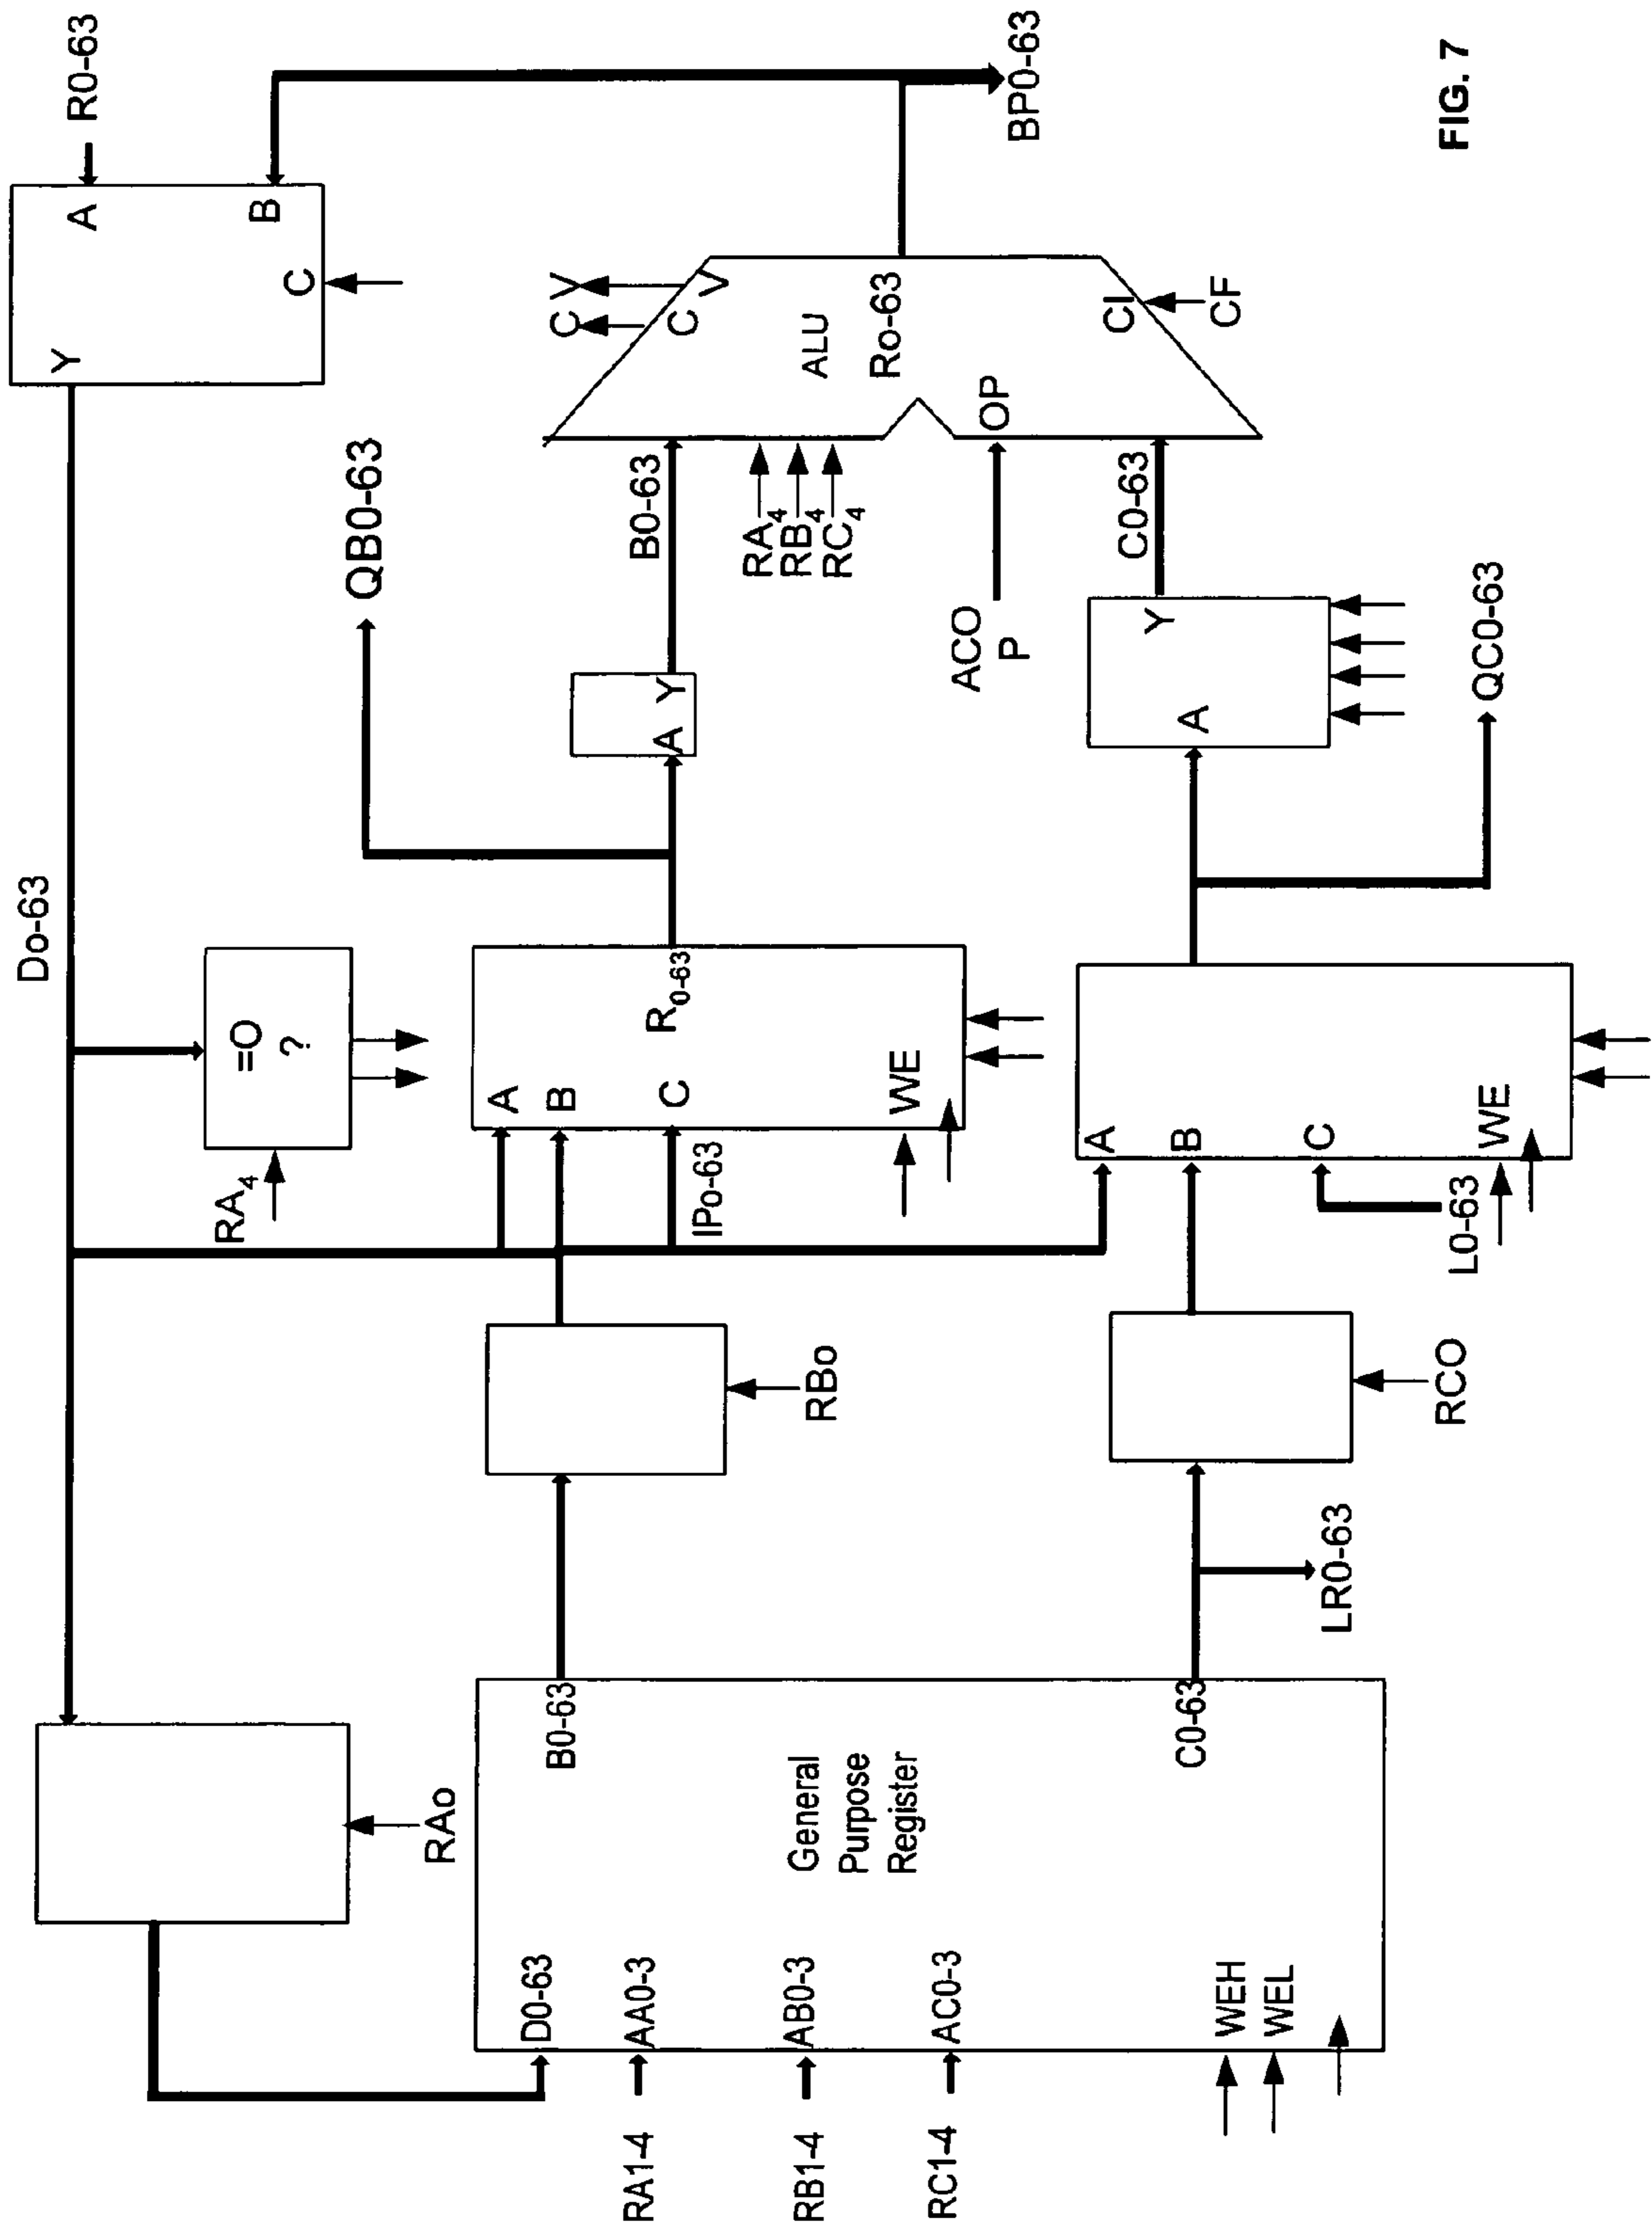 Do-63
R0-63
Y
A
B
C
=O
?
RA4
QB0-63
RAo
D0-63
AA0-3
AB0-3
AC0-3
WEH
WEL
RA1-4
RB1-4
RC1-4
General
Purpose
Register
B0-63
C0-63
LR0-63
RBo
RCO
A
B
C
IPo-63
R0-63
WE
A
B
C
L0-63
WE
A Y
B0-63
RA4
RB4
RC4
ACO
P
A
Y
C0-63
QC0-63
C V
C V
ALU
Ro-63
OP
CI
CF
BP0-63
FIG. 7